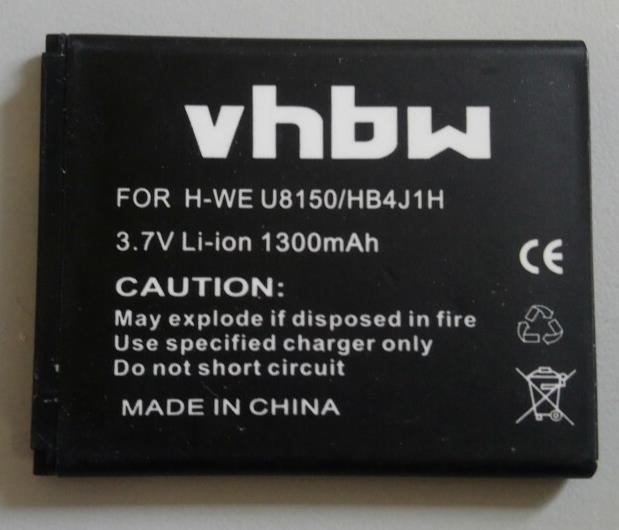 vhbw
FOR H-WE U8150/HB4J1H
3.7V Li-ion 1300mAh
CE
CAUTION:
May explode if disposed in fire
Use specified charger only
Do not short circuit
MADE IN CHINA